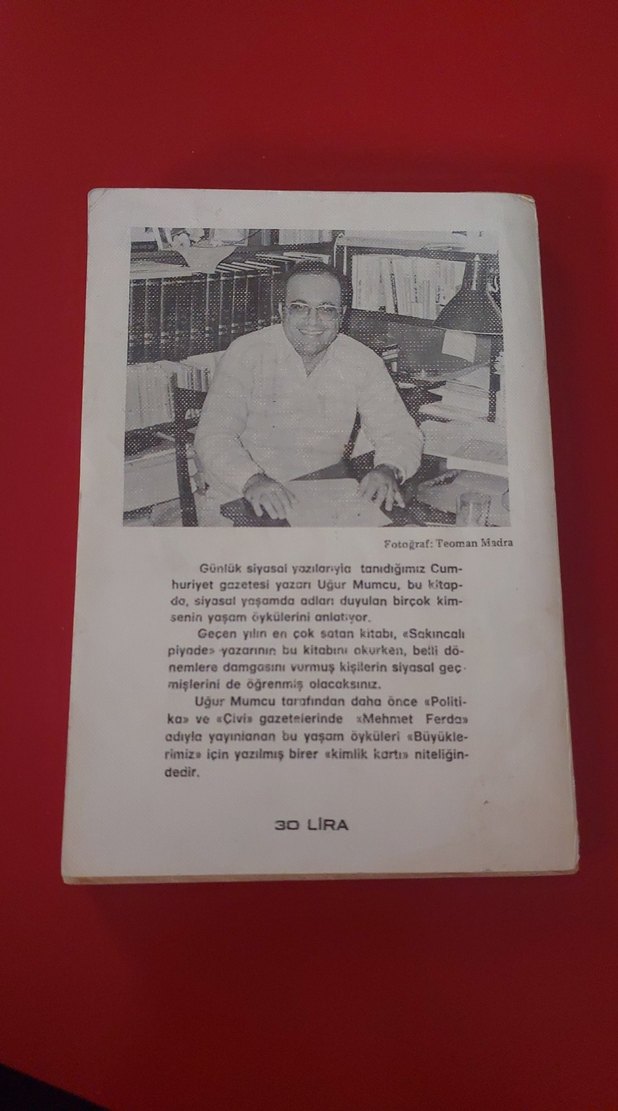 Fotoğraf: Teoman Madra
Günlük siyasal yazılarıyla tanıdığımız Cum-
huriyet gazetesi yazarı Uğur Mumcu, bu kitap-
da, siyasal yaşamda adları duyulan birçok kim-
senin yaşam öykülerini anlatıyor.
Geçen yılın en çok satan kitabı, «Sakıncalı
piyade» yazarının bu kitabını okurken, belli dö-
nemlere damgasını vurmuş kişilerin siyasal geç-
mişlerini de öğrenmiş olacaksınız.
Uğur Mumcu tarafından daha önce «Politi-
ka» ve «Çivi» gazetelerinde «Mehmet Ferda»
adıyla yayınlanan bu yaşam öyküleri «Büyükle-
rimiz» için yazılmış birer «kimlik kartı» niteliğin-
dedir.
30 LİRA